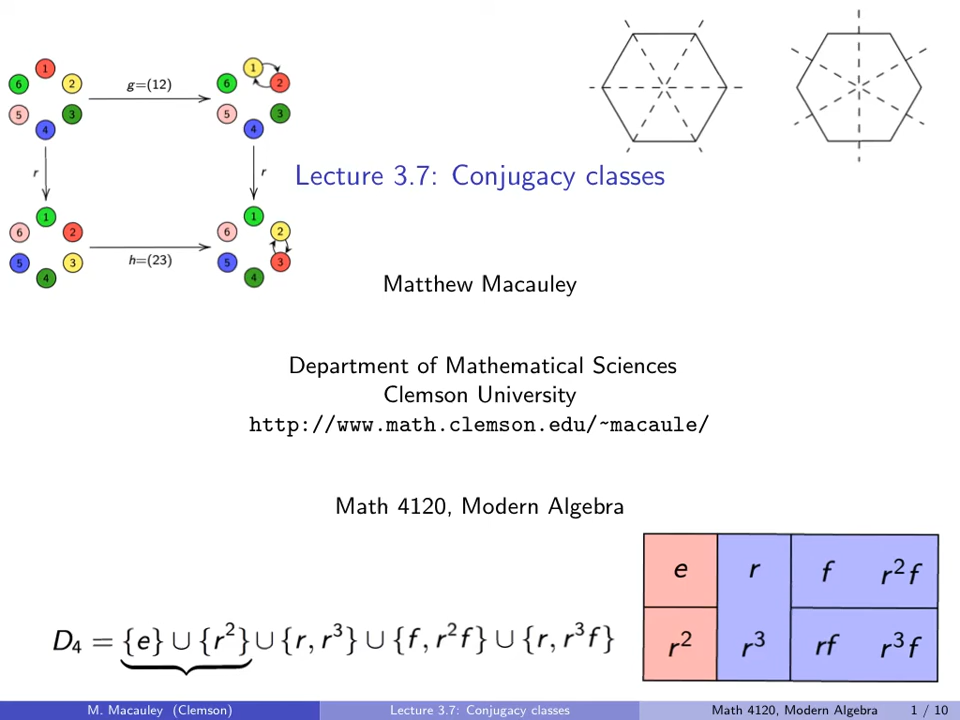 1
6 2
5 3
4
g=(12)
1
6 2
5 3
4
r
r
Lecture 3.7: Conjugacy classes
1
6 2
5 3
4
h=(23)
1
6 2
5 3
4
Matthew Macauley
Department of Mathematical Sciences
Clemson University
http://www.math.clemson.edu/~macaule/
Math 4120, Modern Algebra
D₄ = {e} ∪ {r²} ∪ {r, r³} ∪ {f, r²f} ∪ {r, r³f}
e r f r²f
r² r³ rf r³f
M. Macauley (Clemson) Lecture 3.7: Conjugacy classes Math 4120, Modern Algebra 1 / 10